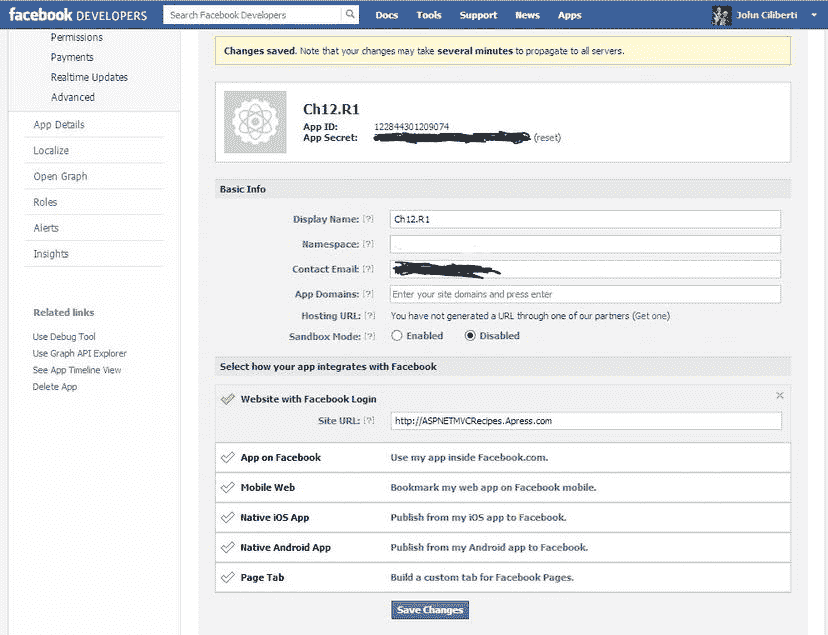 facebook DEVELOPERS Search Facebook Developers Docs Tools Support News Apps John Ciliberti
Permissions
Payments
Realtime Updates
Advanced
App Details
Localize
Open Graph
Roles
Alerts
Insights
Related links
Use Debug Tool
Use Graph API Explorer
See App Timeline View
Delete App
Changes saved. Note that your changes may take several minutes to propagate to all servers.
Ch12.R1
App ID: 122844301209074
App Secret: (reset)
Basic Info
Display Name: [?] Ch12.R1
Namespace: [?]
Contact Email: [?]
App Domains: [?] Enter your site domains and press enter
Hosting URL: [?] You have not generated a URL through one of our partners (Get one)
Sandbox Mode: [?] Enabled Disabled
Select how your app integrates with Facebook
Website with Facebook Login
Site URL: [?] http://ASPNETMVCRecipes.Apress.com
App on Facebook Use my app inside Facebook.com.
Mobile Web Bookmark my web app on Facebook mobile.
Native iOS App Publish from my iOS app to Facebook.
Native Android App Publish from my Android app to Facebook.
Page Tab Build a custom tab for Facebook Pages.
Save Changes